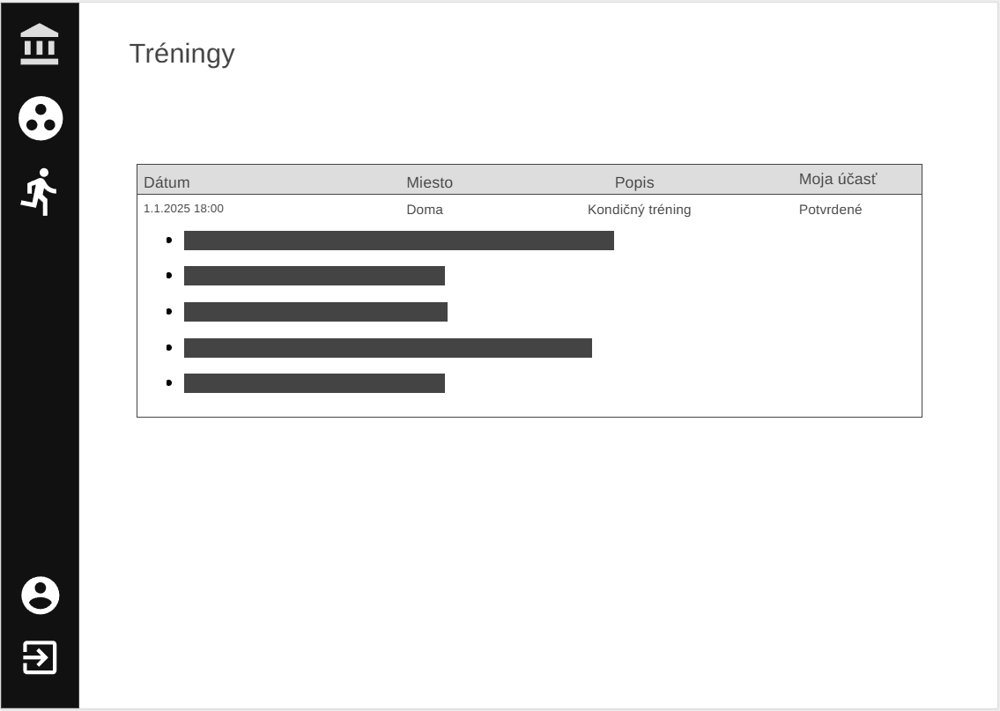 Tréningy
Dátum Miesto Popis Moja účasť
1.1.2025 18:00 Doma Kondičný tréning Potvrdené